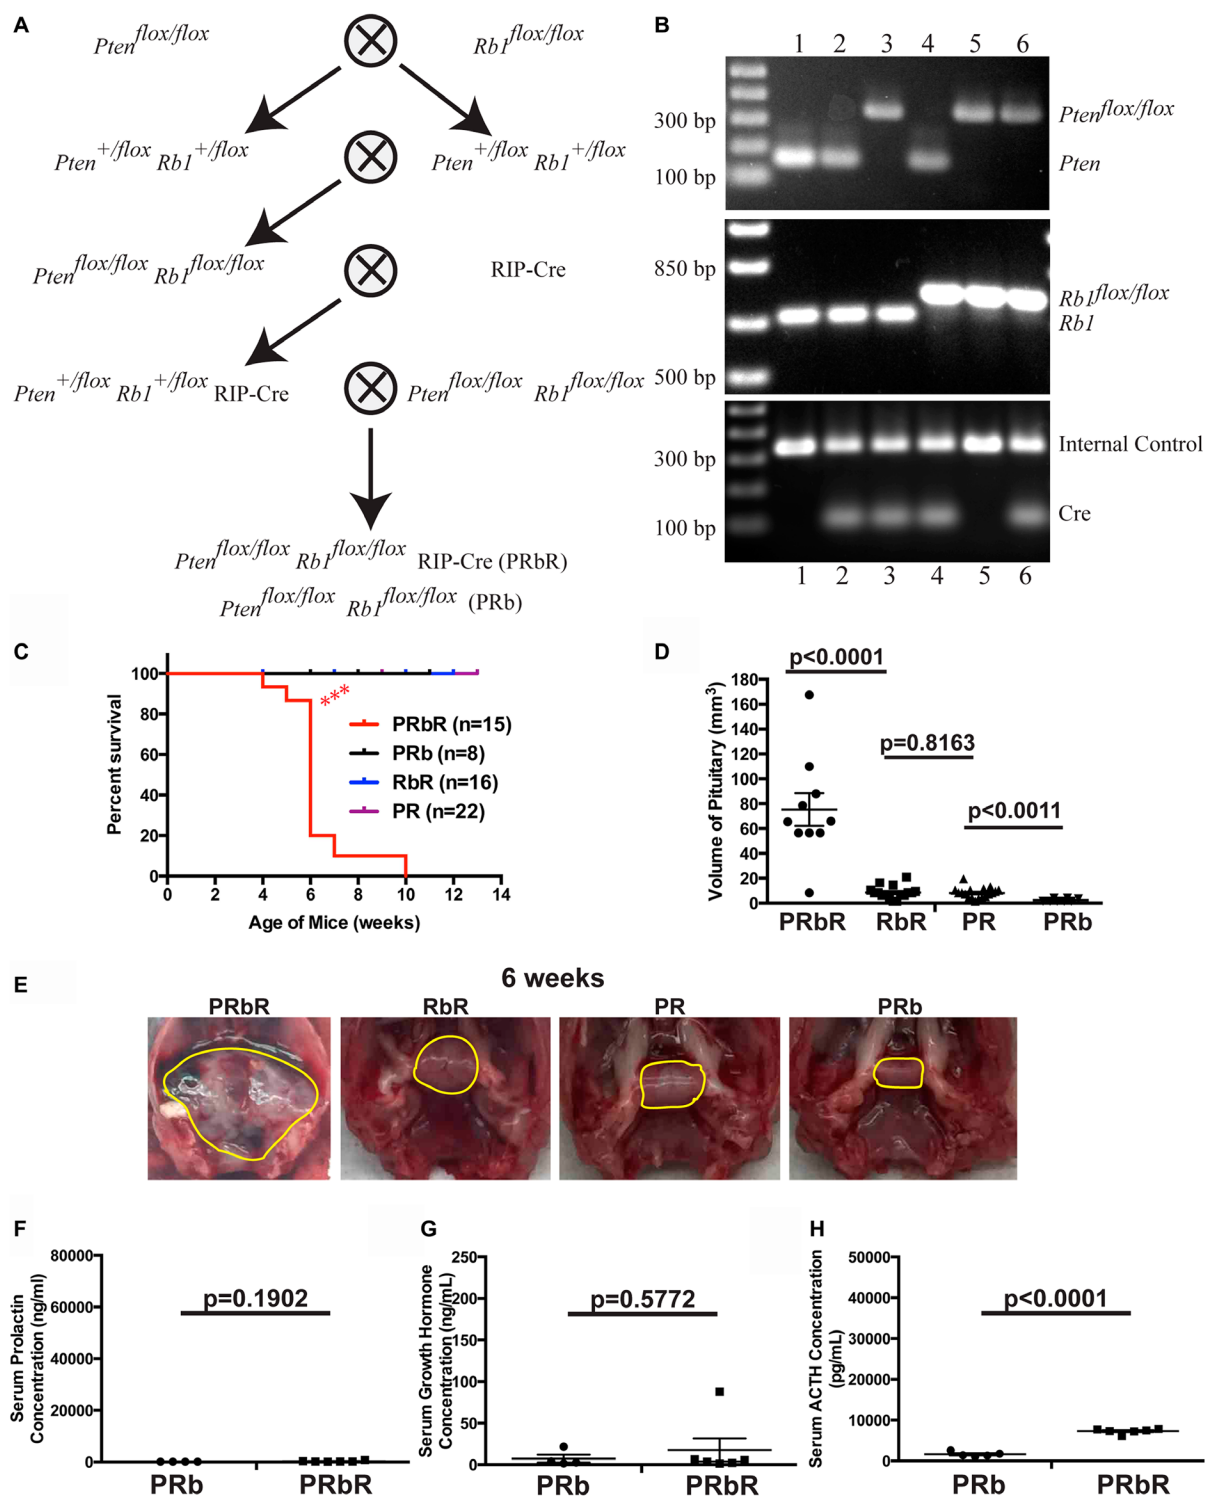 A
Pten flox/flox
Rb1 flox/flox
Pten +/flox Rb1 +/flox
Pten +/flox Rb1 +/flox
Pten flox/flox Rb1 flox/flox
RIP-Cre
Pten +/flox Rb1 +/flox RIP-Cre
Pten flox/flox Rb1 flox/flox
Pten flox/flox Rb1 flox/flox RIP-Cre (PRbR)
Pten flox/flox Rb1 flox/flox (PRb)
B
1 2 3 4 5 6
300 bp
100 bp
Pten flox/flox
Pten
850 bp
500 bp
Rb1 flox/flox
Rb1
300 bp
100 bp
Internal Control
Cre
1 2 3 4 5 6
C
Percent survival
100
80
60
40
20
0
***
PRbR (n=15)
PRb (n=8)
RbR (n=16)
PR (n=22)
0 2 4 6 8 10 12 14
Age of Mice (weeks)
D
Volume of Pituitary (mm3)
180
160
140
120
100
80
60
40
20
0
p<0.0001
p=0.8163
p<0.0011
PRbR RbR PR PRb
E
6 weeks
PRbR RbR PR PRb
F
Serum Prolactin
Concentration (ng/ml)
80000
60000
40000
20000
0
p=0.1902
PRb PRbR
G
Serum Growth Hormone
Concentration (ng/mL)
250
200
150
100
50
0
p=0.5772
PRb PRbR
H
Serum ACTH Concentration
(pg/mL)
50000
40000
30000
20000
10000
0
p<0.0001
PRb PRbR